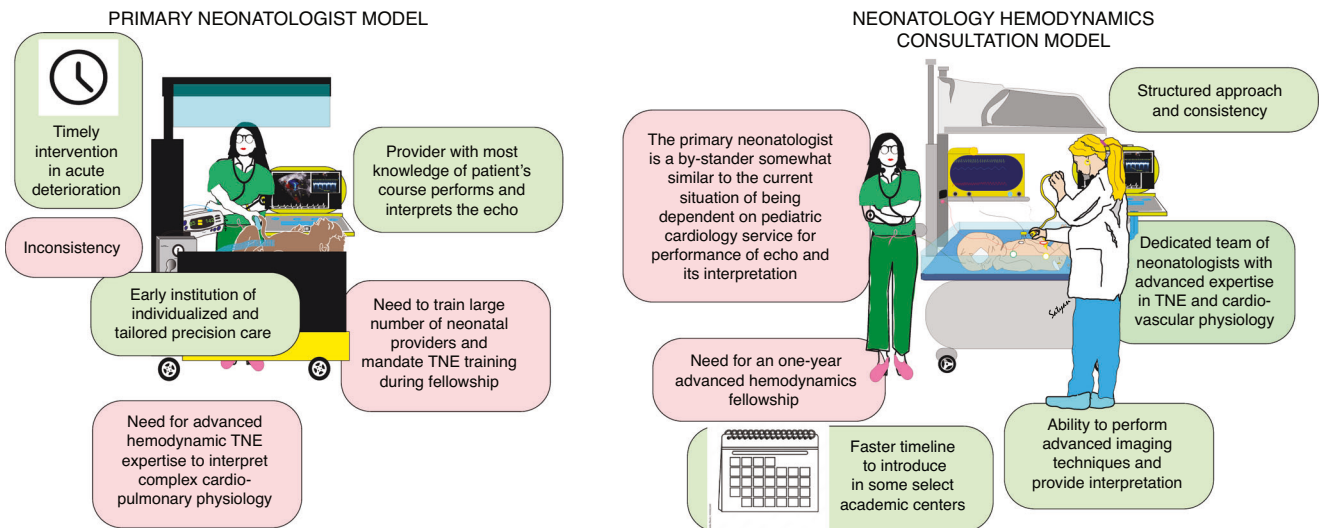 PRIMARY NEONATOLOGIST MODEL
Timely
intervention
in acute
deterioration
Provider with most
knowledge of patient's
course performs and
interprets the echo
Inconsistency
Early institution of
individualized and
tailored precision care
Need to train large
number of neonatal
providers and
mandate TNE training
during fellowship
Need for advanced
hemodynamic TNE
expertise to interpret
complex cardio-
pulmonary physiology
NEONATOLOGY HEMODYNAMICS
CONSULTATION MODEL
Structured approach
and consistency
The primary neonatologist
is a by-stander somewhat
similar to the current
situation of being
dependent on pediatric
cardiology service for
performance of echo and
its interpretation
Dedicated team of
neonatologists with
advanced expertise
in TNE and cardio-
vascular physiology
Satyan
Need for an one-year
advanced hemodynamics
fellowship
Faster timeline
to introduce
in some select
academic centers
Ability to perform
advanced imaging
techniques and
provide interpretation